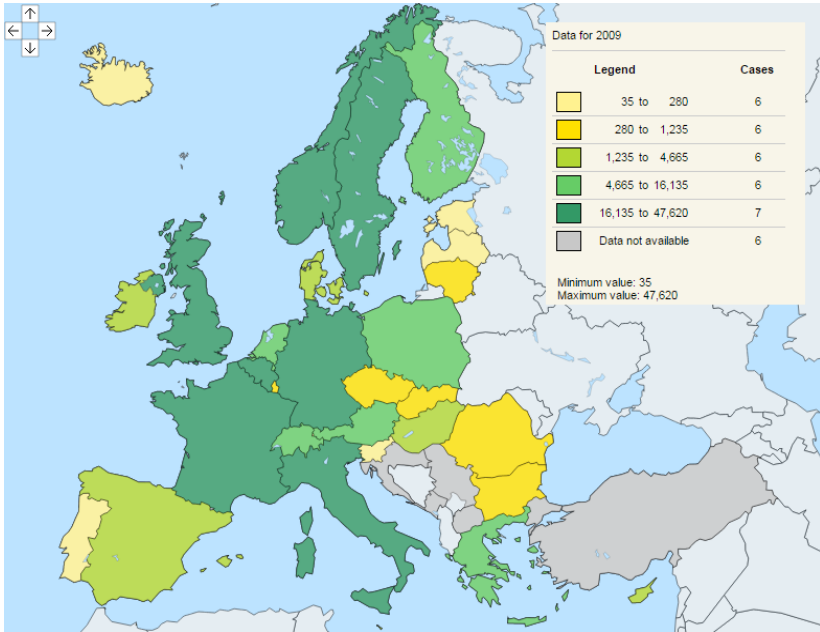 Data for 2009
Legend Cases
35 to 280 6
280 to 1,235 6
1,235 to 4,665 6
4,665 to 16,135 6
16,135 to 47,620 7
Data not available 6
Minimum value: 35
Maximum value: 47,620